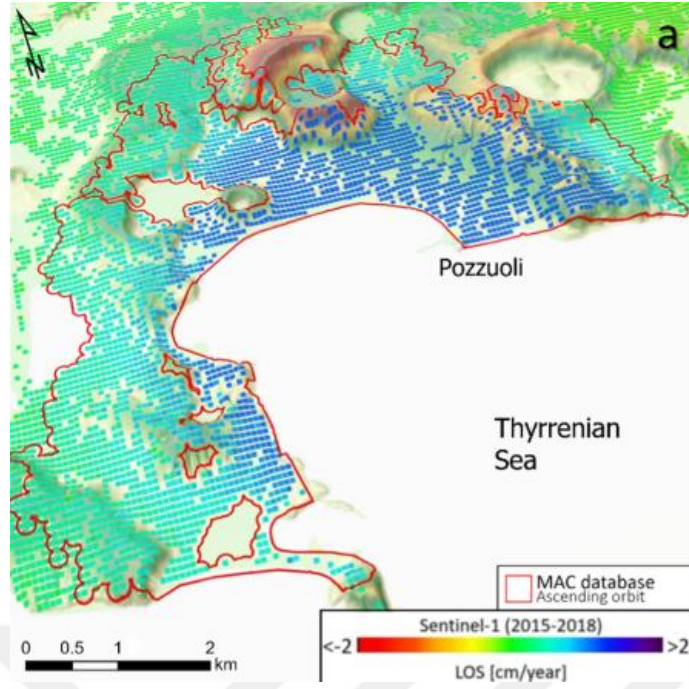 a
N
Pozzuoli
Thyrrenian
Sea
MAC database
Ascending orbit
0 0.5 1 2
km
Sentinel-1 (2015-2018)
<-2 >2
LOS [cm/year]